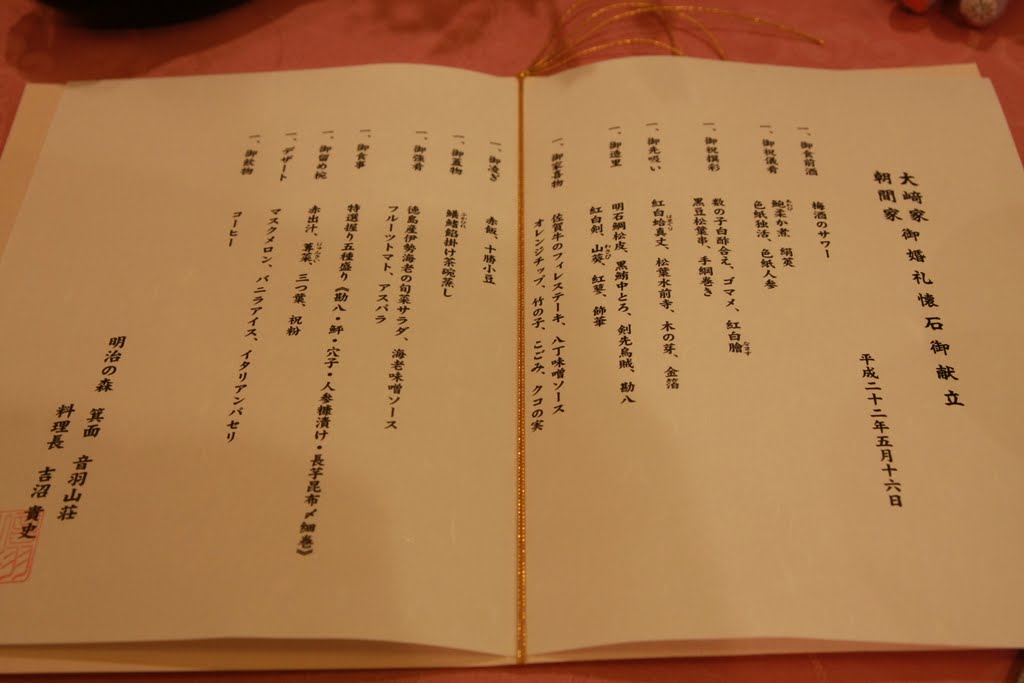 大﨑家
朝間家 御婚礼懐石御献立
平成二十二年五月十六日
一、御食前酒 梅酒のサワー
一、御祝儀肴 鮑柔か煮 絹英
色紙独活、色紙人参
一、御祝撰彩 数の子白酢合え、ゴマメ、紅白膾
黒豆松葉串、手綱巻き
一、御先吸い 紅白蛤真丈、松葉水前寺、木の芽、金箔
一、御造里 明石鯛松皮、黒鮪中とろ、剣先烏賊、勘八
紅白剣、山葵、紅蓼、飾華
一、御家喜物 佐賀牛のフィレステーキ、八丁味噌ソース
オレンジチップ、竹の子、こごみ、クコの実
一、御凌ぎ 赤飯、十勝小豆
一、御蓋物 鱶鰭餡掛け茶碗蒸し
一、御強肴 徳島産伊勢海老の旬菜サラダ、海老味噌ソース
フルーツトマト、アスパラ
一、御食事 特選握り五種盛り《勘八・鮃・穴子・人参糠漬け・長芋昆布〆細巻》
一、御留め椀 赤出汁、蓴菜、三つ葉、祝粉
一、デザート マスクメロン、バニラアイス、イタリアンパセリ
一、御飲物 コーヒー
明治の森 箕面 音羽山荘
料理長 吉沼 貴史